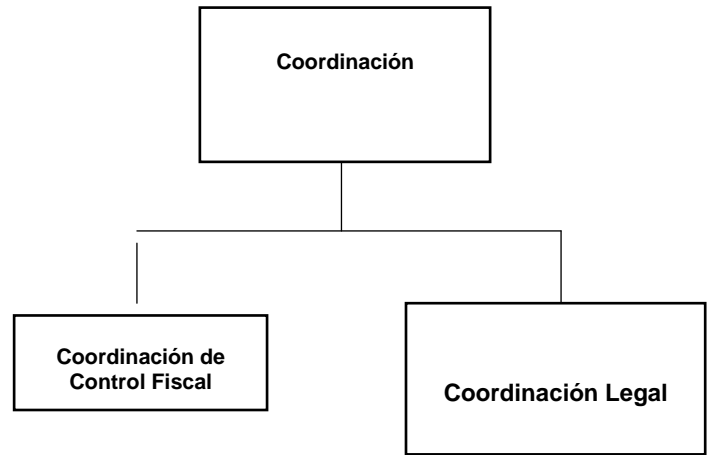 Coordinación
Coordinación de
Control Fiscal
Coordinación Legal